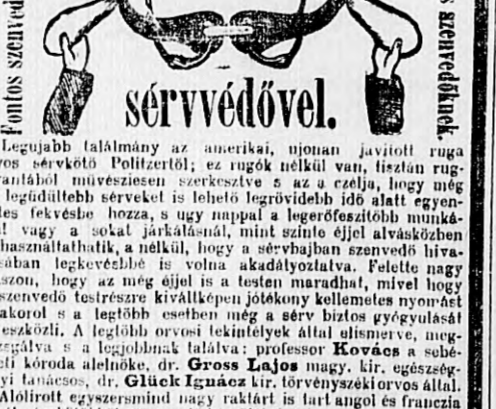 Fontos szenved
s szenvedőknek.
sérvvédővel.
Legujabb találmány az amerikai, ujonan javitott ruga
os sérvkötő Politzertől; ez rugók nélkül van, tisztán rug-
antából művésziesen szerkesztve s az a czélja, hogy még
legüdültebb sérveket is lehető legrövidebb idő alatt egyen-
tes fekvésbe hozza, s ugy nappal a legerőfeszitőbb munká-
l vagy a sokat járkálásnál, mint szinte éjjel alvásközben
használtathatik, a nélkül, hogy a sérvbajban szenvedő hiva-
sában legkevésbbé is volna akadályoztatva. Felette nagy
szon, hogy az még éjjel is a testen maradhat, mivel hogy
szenvedő testrészre kiváltképen jótékony kellemetes nyomást
akorol s a legtöbb esetben még a sérv biztos gyógyulását
eszközli. A legtöbb orvosi tekintélyek által elismerve, meg-
zsgálva s legjobbnak találva: professor Kovács a sebé-
ti kóroda alelnöke, dr. Gross Lajos magy. kir. egészség-
yi tanácsos, dr. Glück Ignácz kir. törvényszéki orvos által.
Alólirott egyszersmind nagy raktárt is tart angol és franczia